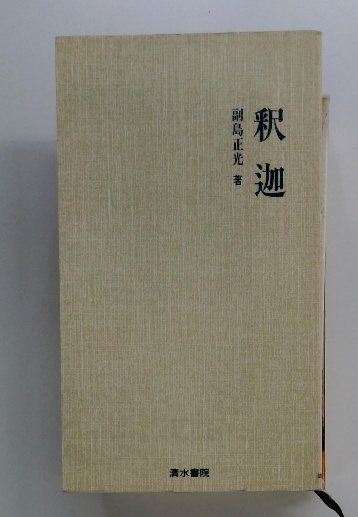 釈迦
副島正光 著
清水書院